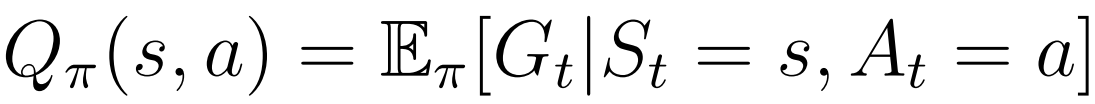 Q_π(s, a) = 𝔼_π[G_t|S_t = s, A_t = a]